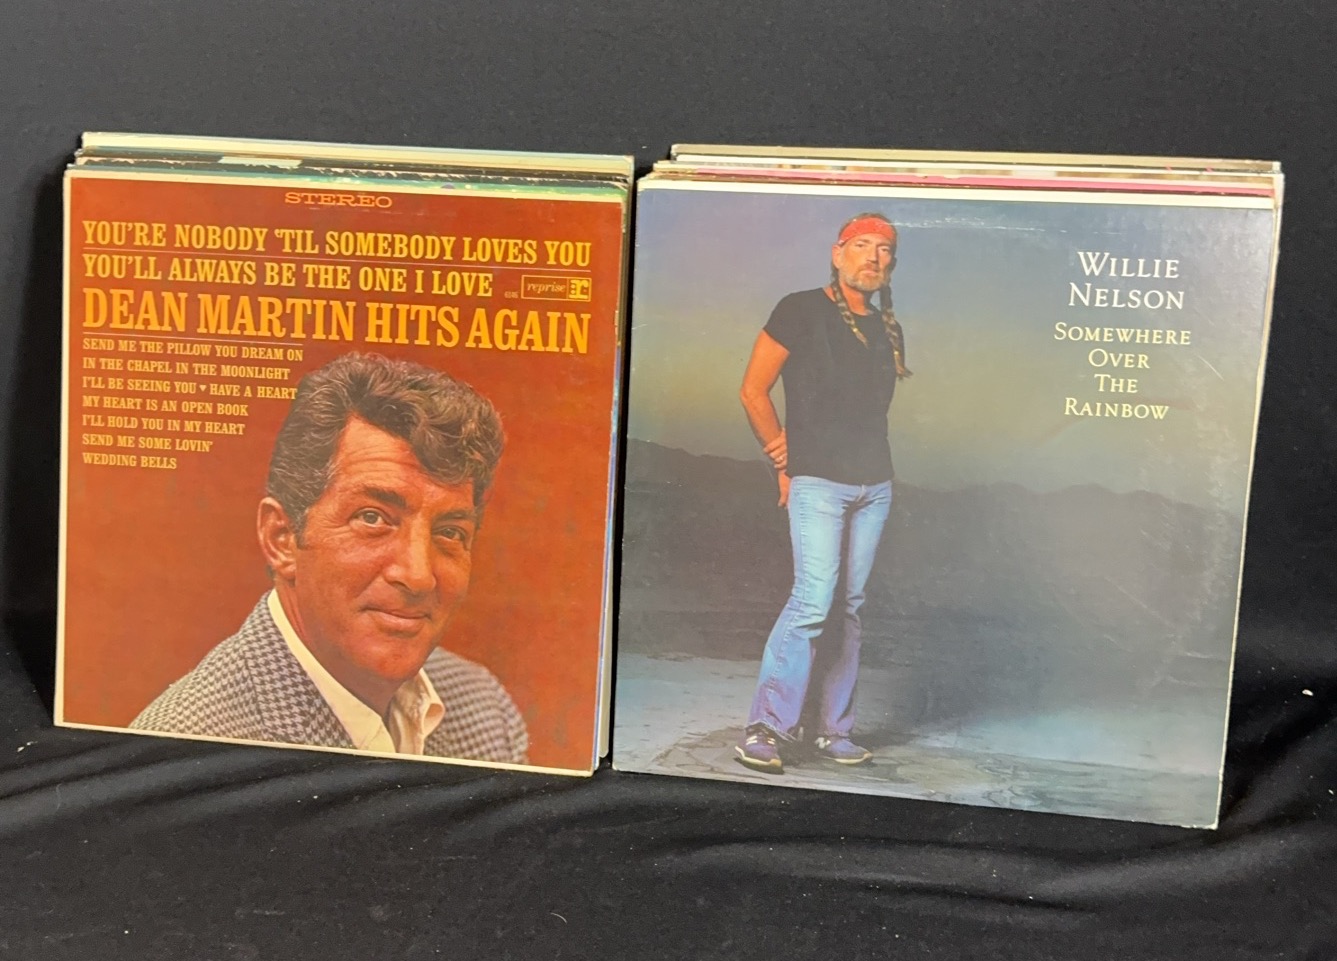 STEREO
YOU'RE NOBODY 'TIL SOMEBODY LOVES YOU
YOU'LL ALWAYS BE THE ONE I LOVE
6146 reprise
DEAN MARTIN HITS AGAIN
SEND ME THE PILLOW YOU DREAM ON
IN THE CHAPEL IN THE MOONLIGHT
I'LL BE SEEING YOU ▾ HAVE A HEART
MY HEART IS AN OPEN BOOK
I'LL HOLD YOU IN MY HEART
SEND ME SOME LOVIN'
WEDDING BELLS
WILLIE
NELSON
SOMEWHERE
OVER
THE
RAINBOW